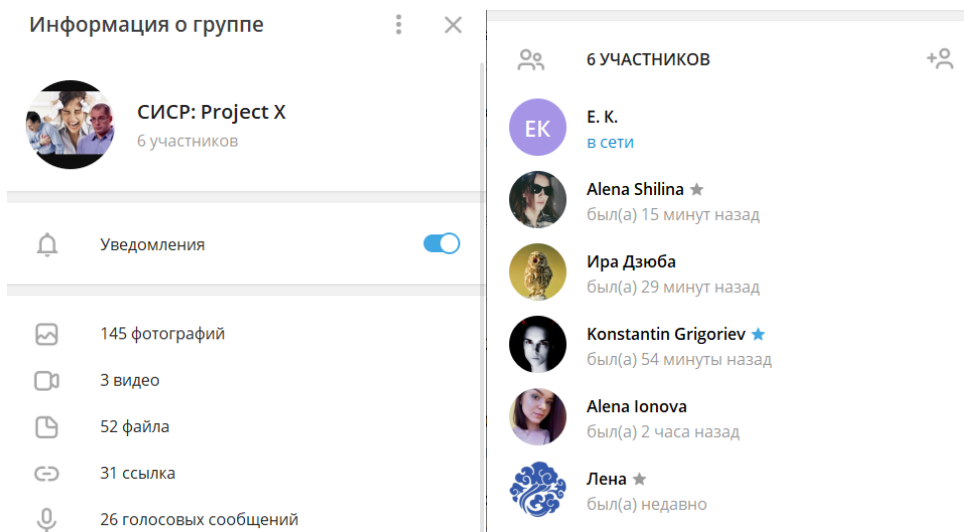 Информация о группе
СИСР: Project X
6 участников
Уведомления
145 фотографий
3 видео
52 файла
31 ссылка
26 голосовых сообщений
6 УЧАСТНИКОВ
ЕК
Е. К.
в сети
Alena Shilina
был(а) 15 минут назад
Ира Дзюба
был(а) 29 минут назад
Konstantin Grigoriev
был(а) 54 минуты назад
Alena Ionova
был(а) 2 часа назад
Лена
был(а) недавно